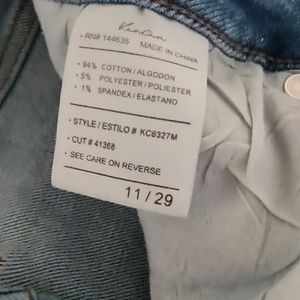 KanCan
• RN# 144635 MADE IN CHINA
• 94% COTTON / ALGODON
• 5% POLYESTER / POLIESTER
• 1% SPANDEX / ELASTANO
• STYLE / ESTILO # KC6327M
• CUT # 41368
• SEE CARE ON REVERSE
11 / 29